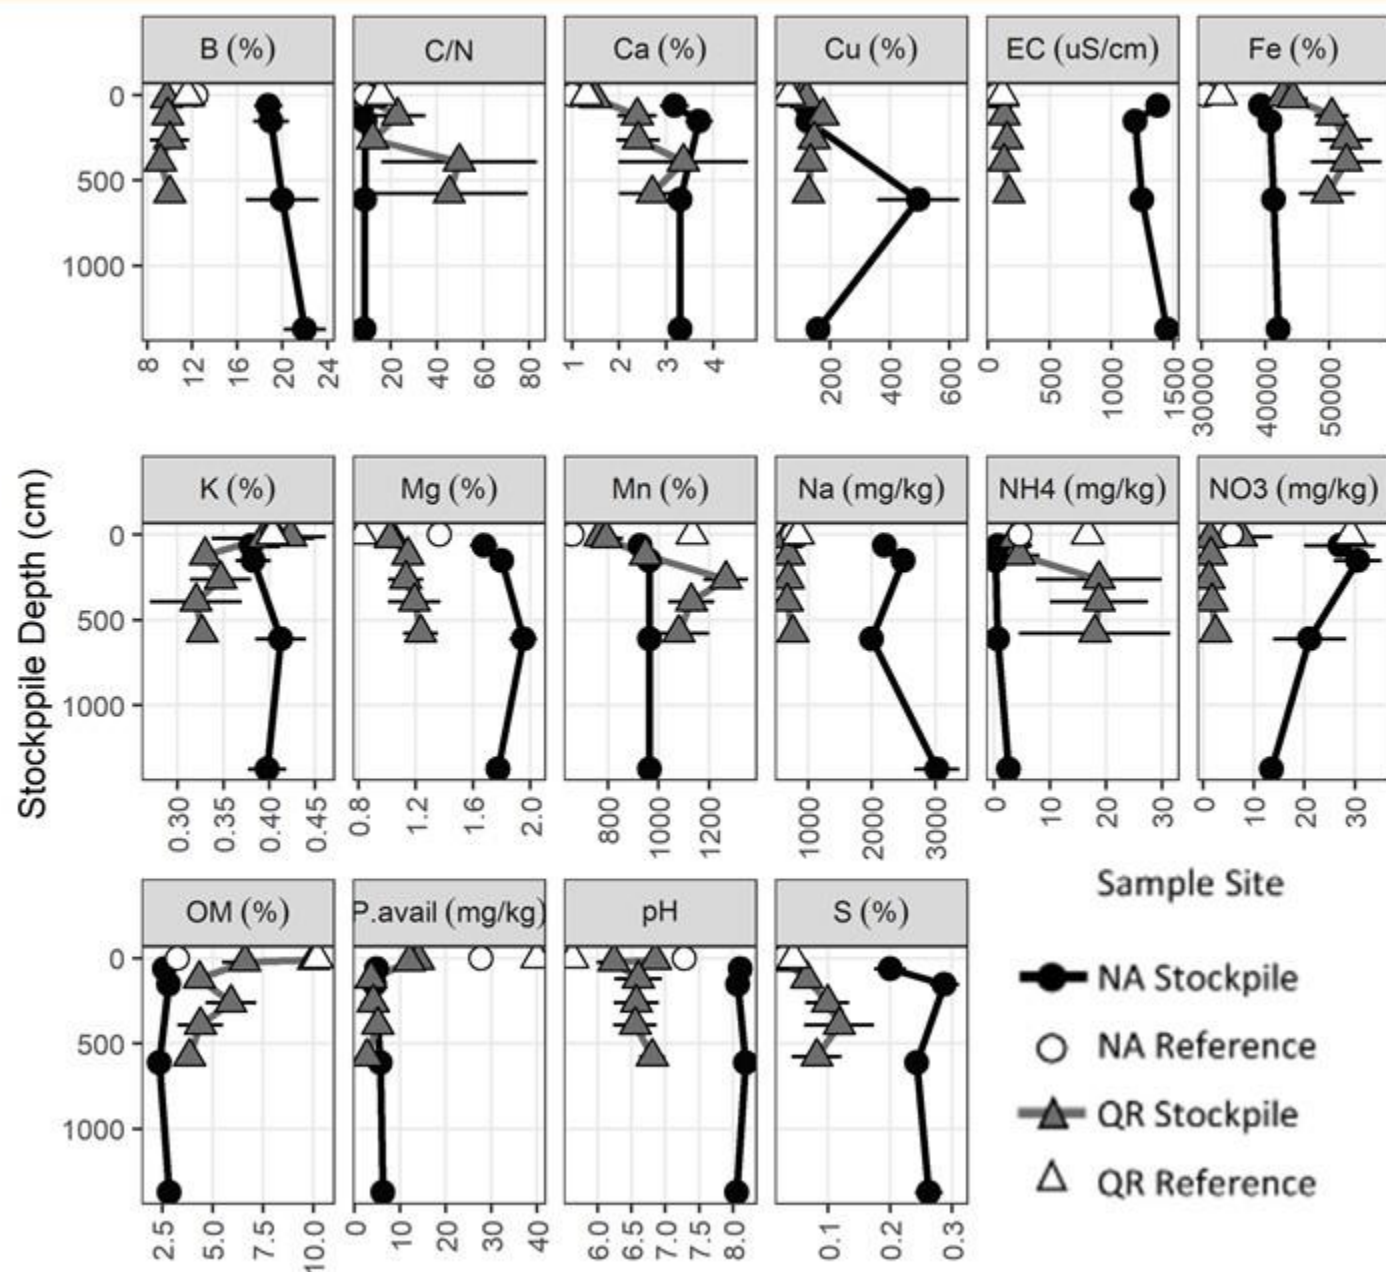 B (%) C/N Ca (%) Cu (%) EC (uS/cm) Fe (%)
0
500
1000
8 12 16 20 24 20 40 60 80 1 2 3 4 200 400 600 0 500 1000 1500 30000 40000 50000
Stockppile Depth (cm)
K (%) Mg (%) Mn (%) Na (mg/kg) NH4 (mg/kg) NO3 (mg/kg)
0
500
1000
0.30 0.35 0.40 0.45 0.8 1.2 1.6 2.0 800 1000 1200 1000 2000 3000 0 10 20 30 0 10 20 30
OM (%) P.avail (mg/kg) pH S (%)
0
500
1000
2.5 5.0 7.5 10.0 0 10 20 30 40 6.0 6.5 7.0 7.5 8.0 0.1 0.2 0.3
Sample Site
NA Stockpile
NA Reference
QR Stockpile
QR Reference